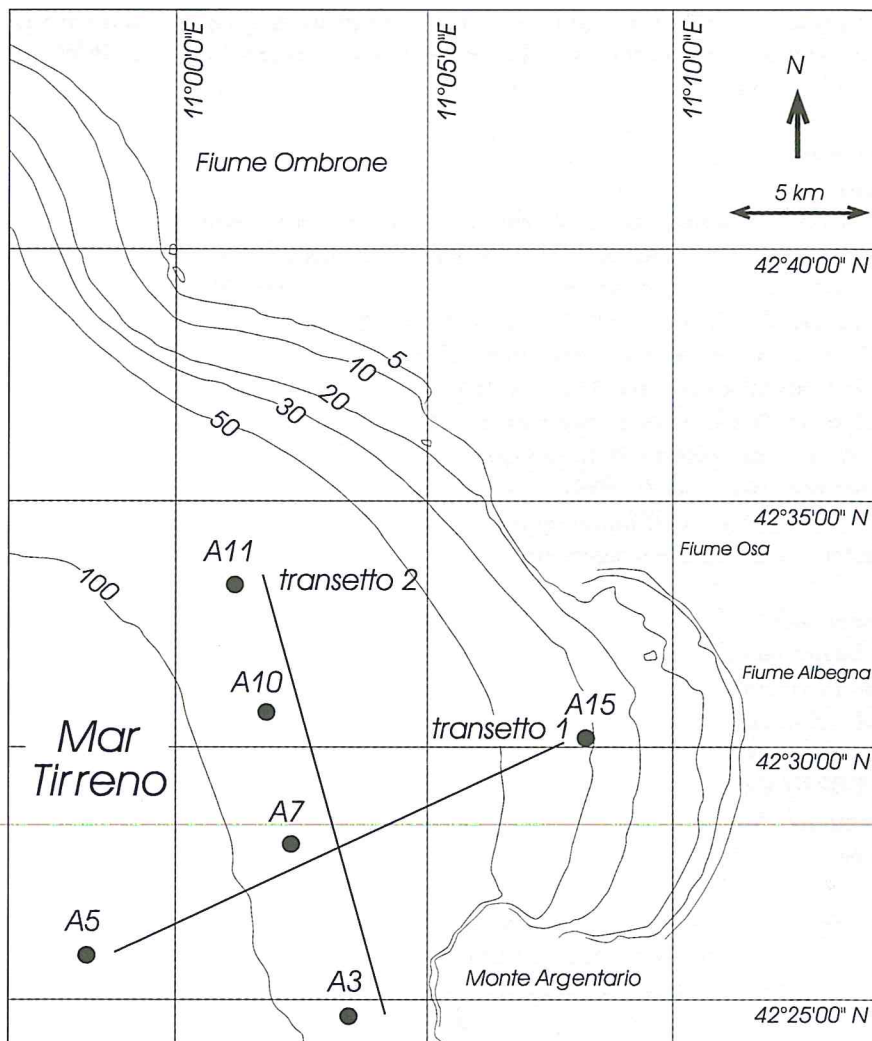 11°00'0"E
11°05'0"E
11°10'0"E
N
Fiume Ombrone
5 km
42°40'00" N
5
10
20
30
50
42°35'00" N
A11
Fiume Osa
100
transetto 2
Fiume Albegna
A10
A15
transetto 1
Mar
Tirreno
42°30'00" N
A7
A5
Monte Argentario
A3
42°25'00" N